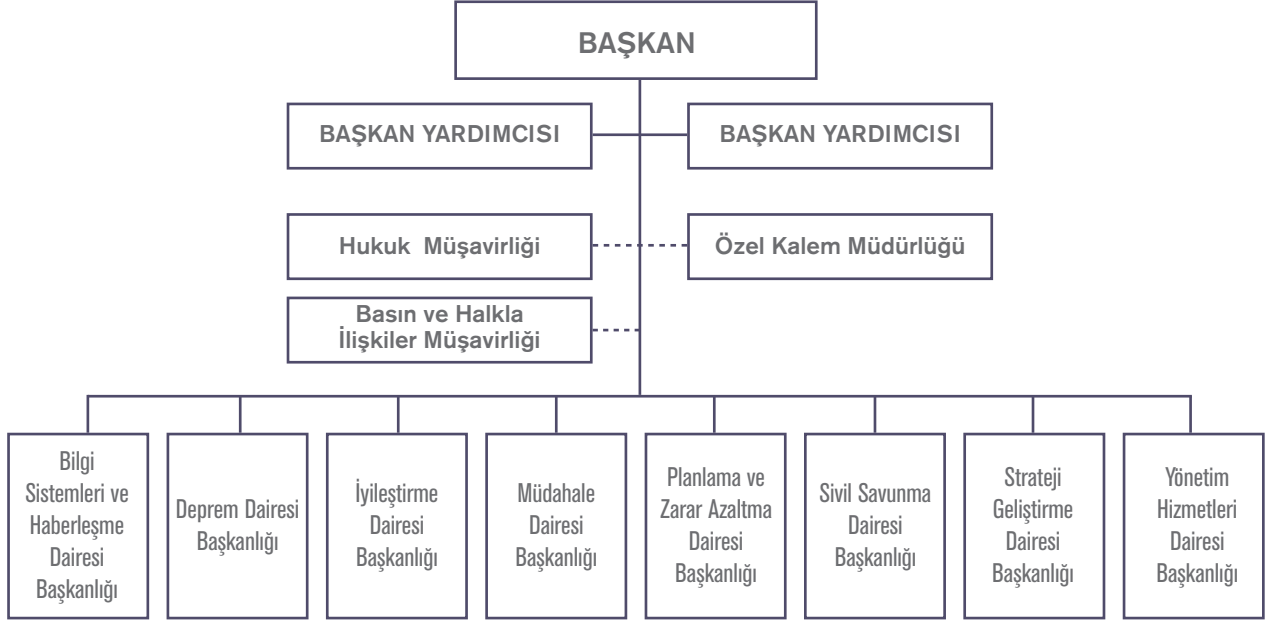 BAŞKAN
BAŞKAN YARDIMCISI
BAŞKAN YARDIMCISI
Hukuk Müşavirliği
Özel Kalem Müdürlüğü
Basın ve Halkla
İlişkiler Müşavirliği
Bilgi
Sistemleri ve
Haberleşme
Dairesi
Başkanlığı
Deprem Dairesi
Başkanlığı
İyileştirme
Dairesi
Başkanlığı
Müdahale
Dairesi
Başkanlığı
Planlama ve
Zarar Azaltma
Dairesi
Başkanlığı
Sivil Savunma
Dairesi
Başkanlığı
Strateji
Geliştirme
Dairesi
Başkanlığı
Yönetim
Hizmetleri
Dairesi
Başkanlığı